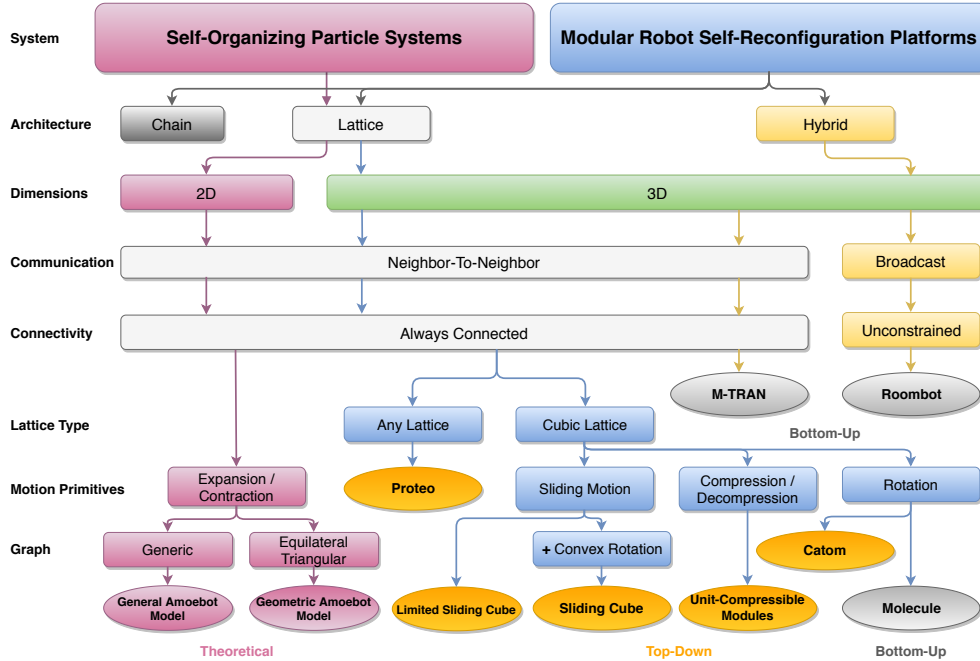 System
Self-Organizing Particle Systems
Modular Robot Self-Reconfiguration Platforms
Architecture
Chain
Lattice
Hybrid
Dimensions
2D
3D
Communication
Neighbor-To-Neighbor
Broadcast
Connectivity
Always Connected
Unconstrained
M-TRAN
Roombot
Lattice Type
Any Lattice
Cubic Lattice
Bottom-Up
Motion Primitives
Expansion /
Contraction
Proteo
Sliding Motion
Compression /
Decompression
Rotation
Graph
Generic
Equilateral
Triangular
+ Convex Rotation
Catom
General Amoebot
Model
Geometric Amoebot
Model
Limited Sliding Cube
Sliding Cube
Unit-Compressible
Modules
Molecule
Theoretical
Top-Down
Bottom-Up